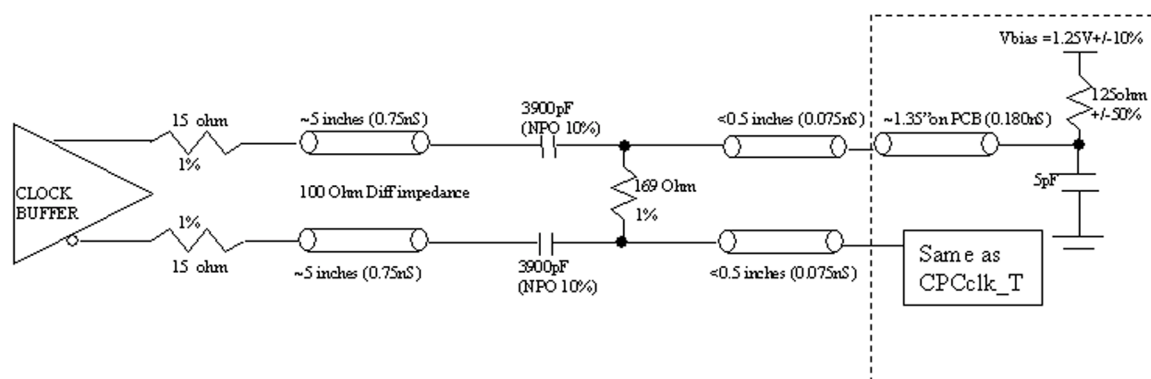 Vbias =1.25V+/-10%
125ohm
+/-50%
15 ohm
1%
~5 inches (0.75nS)
3900pF
(NPO 10%)
<0.5 inches (0.075nS)
~1.35"on PCB (0.180nS)
5pF
CLOCK
BUFFER
100 Ohm Diff impedance
169 Ohm
1%
1%
15 ohm
~5 inches (0.75nS)
3900pF
(NPO 10%)
<0.5 inches (0.075nS)
Same as
CPCclk_T